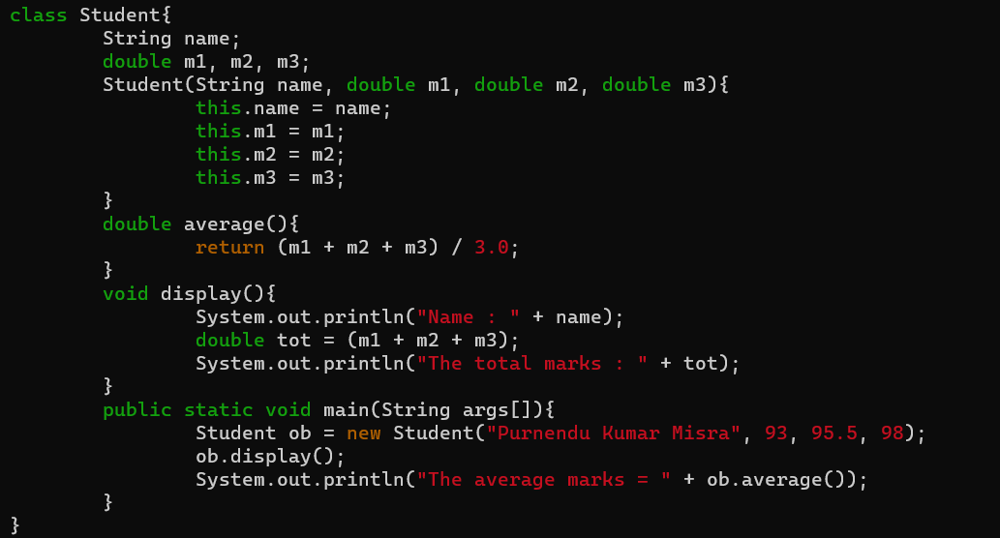 class Student{
        String name;
        double m1, m2, m3;
        Student(String name, double m1, double m2, double m3){
                this.name = name;
                this.m1 = m1;
                this.m2 = m2;
                this.m3 = m3;
        }
        double average(){
                return (m1 + m2 + m3) / 3.0;
        }
        void display(){
                System.out.println("Name : " + name);
                double tot = (m1 + m2 + m3);
                System.out.println("The total marks : " + tot);
        }
        public static void main(String args[]){
                Student ob = new Student("Purnendu Kumar Misra", 93, 95.5, 98);
                ob.display();
                System.out.println("The average marks = " + ob.average());
        }
}